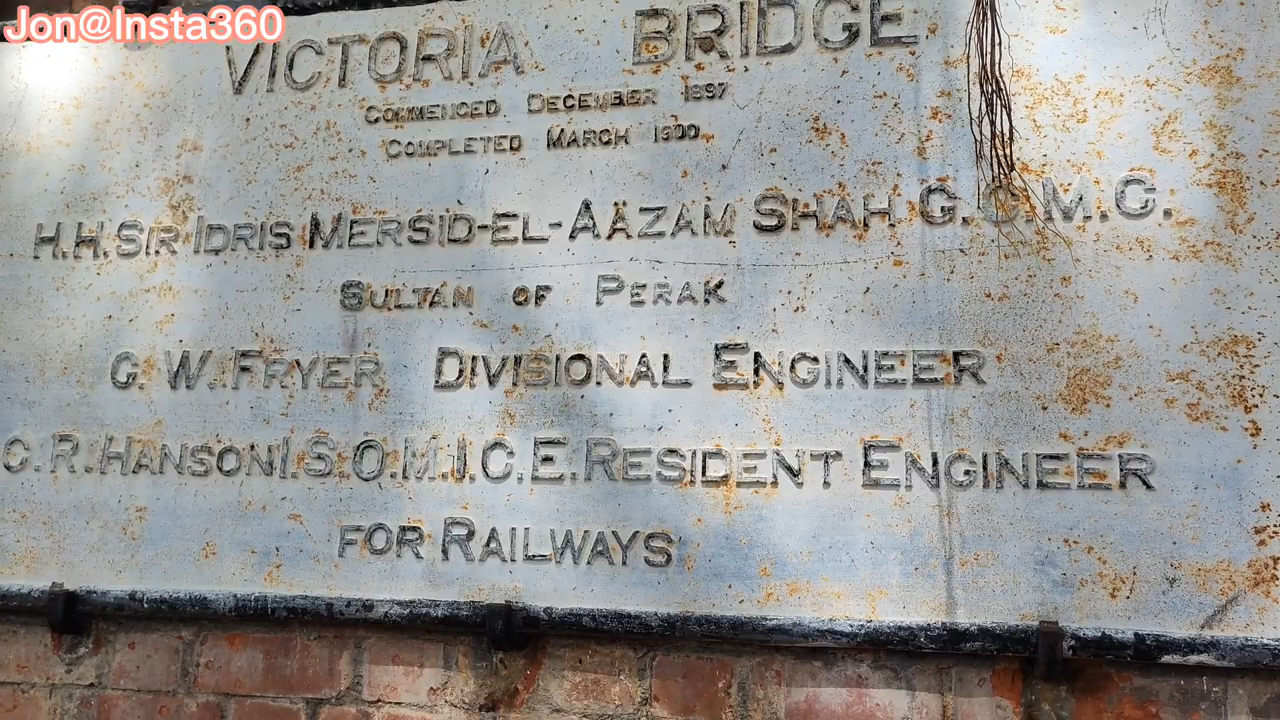 Jon@Insta360
VICTORIA BRIDGE
COMMENCED DECEMBER 1897
COMPLETED MARCH 1900
H.H. SIR IDRIS MERSID-EL-AÄZAM SHAH G.C.M.G.
SULTAN OF PERAK
G. W. FRYER DIVISIONAL ENGINEER
C.R. HANSON I.S.O.M.I.C.E. RESIDENT ENGINEER
FOR RAILWAYS